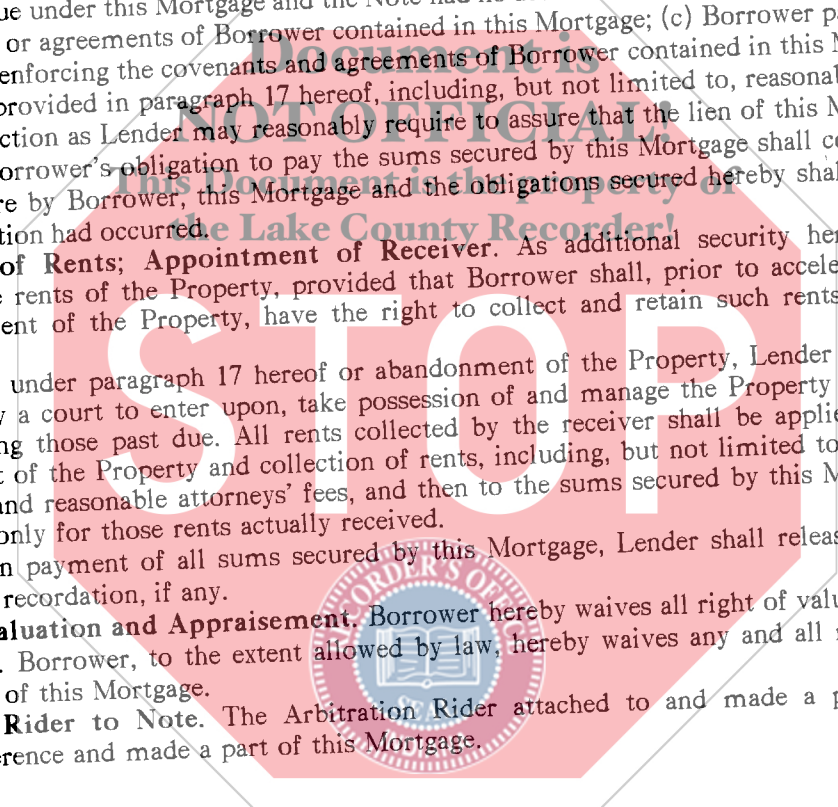 ue under this Mortgage and the Note had
or agreements of Borrower contained in this Mortgage; (c) Borrower p
enforcing the covenants and agreements of Borrower contained in this M
provided in paragraph 17 hereof, including, but not limited to, reasonal
ction as Lender may reasonably require to assure that the lien of this M
orrower's obligation to pay the sums secured by this Mortgage shall c
re by Borrower, this Mortgage and the obligations secured hereby shal
tion had occurred.
Document is
NOT OFFICIAL!
This Document is the property of
the Lake County Recorder!
of Rents; Appointment of Receiver. As additional security her
e rents of the Property, provided that Borrower shall, prior to accele
ent of the Property, have the right to collect and retain such rents
STOP
under paragraph 17 hereof or abandonment of the Property, Lender
y a court to enter upon, take possession of and manage the Property
ng those past due. All rents collected by the receiver shall be applie
t of the Property and collection of rents, including, but not limited to
and reasonable attorneys' fees, and then to the sums secured by this M
only for those rents actually received.
n payment of all sums secured by this Mortgage, Lender shall releas
recordation, if any.
aluation and Appraisement. Borrower hereby waives all right of valu
. Borrower, to the extent allowed by law, hereby waives any and all r
of this Mortgage.
Rider to Note. The Arbitration Rider attached to and made a p
erence and made a part of this Mortgage.
RECORDER'S OFFICE
SEAL